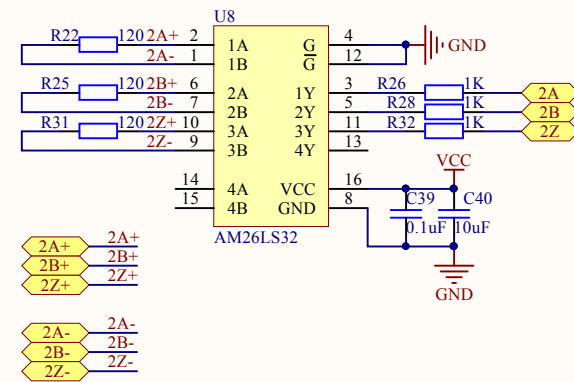 U8
R22 120 2A+ 2 1A G 4 GND
2A- 1 1B G 12
R25 120 2B+ 6 2A 1Y 3 R26 1K 2A
2B- 7 2B 2Y 5 R28 1K 2B
R31 120 2Z+ 10 3A 3Y 11 R32 1K 2Z
2Z- 9 3B 4Y 13
VCC
14 4A VCC 16 C39 C40
15 4B GND 8 0.1uF 10uF
AM26LS32
GND
2A+ 2A+
2B+ 2B+
2Z+ 2Z+
2A- 2A-
2B- 2B-
2Z- 2Z-